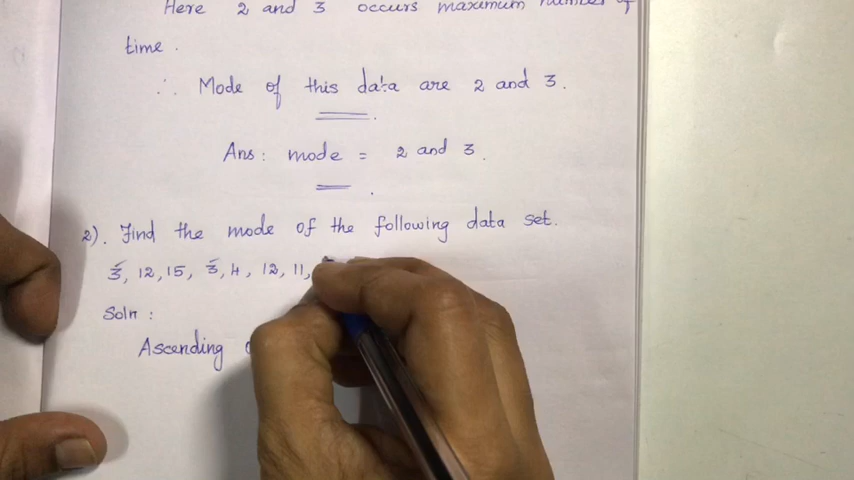 Here 2 and 3 occurs maximum number of
time.
∴ Mode of this data are 2 and 3.
Ans: mode = 2 and 3.
2). Find the mode of the following data set.
3, 12, 15, 3, 4, 12, 11,
Soln:
Ascending